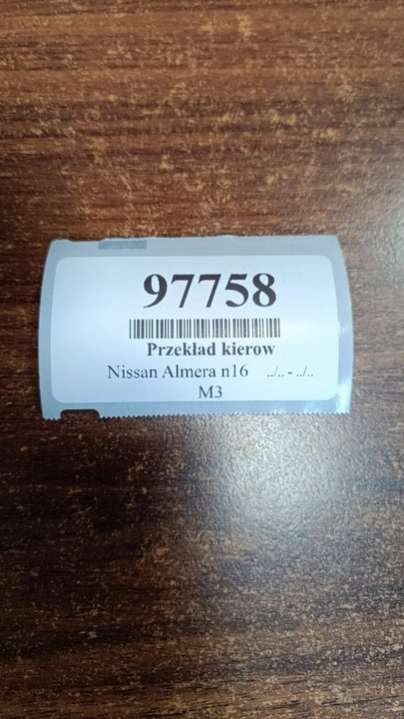 97758
Przekład kierow
Nissan Almera n16 ../.. - ../..
M3